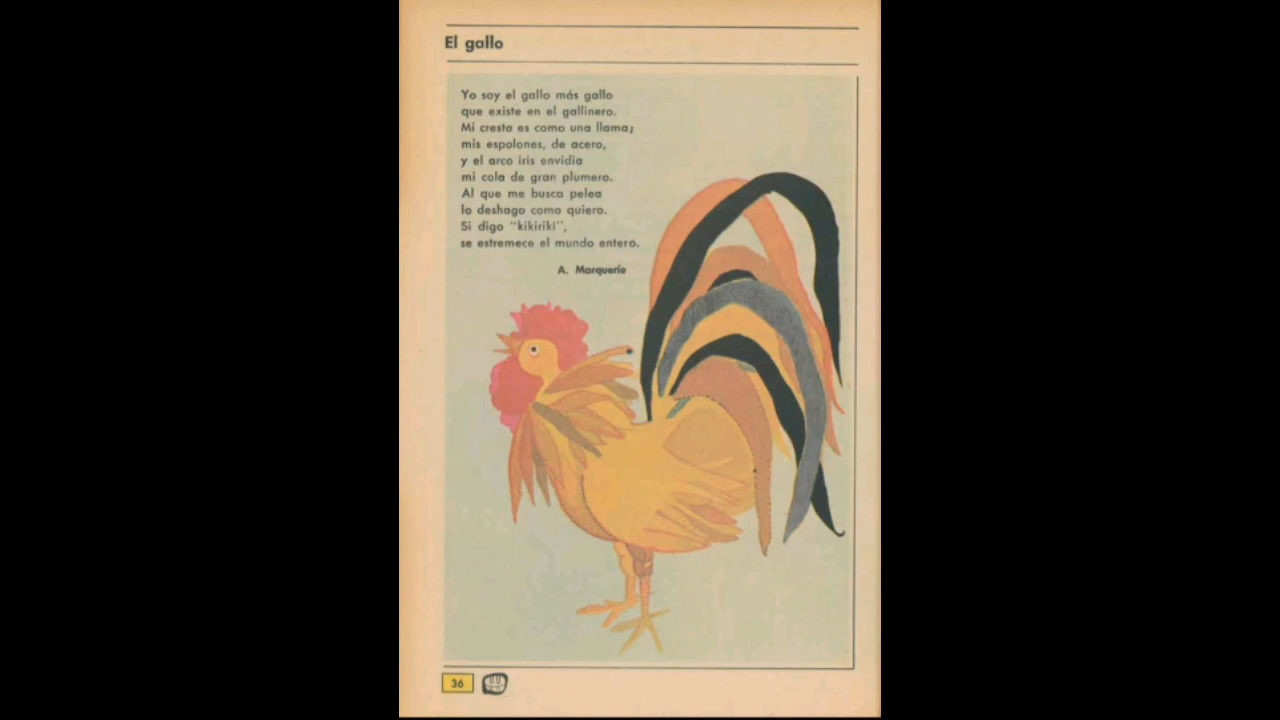 El gallo
Yo soy el gallo más gallo
que existe en el gallinero.
Mi cresta es como una llama;
mis espolones, de acero,
y el arco iris envidia
mi cola de gran plumero.
Al que me busca pelea
lo deshago como quiero.
Si digo "kikirikí",
se estremece el mundo entero.
A. Marqueríe
36